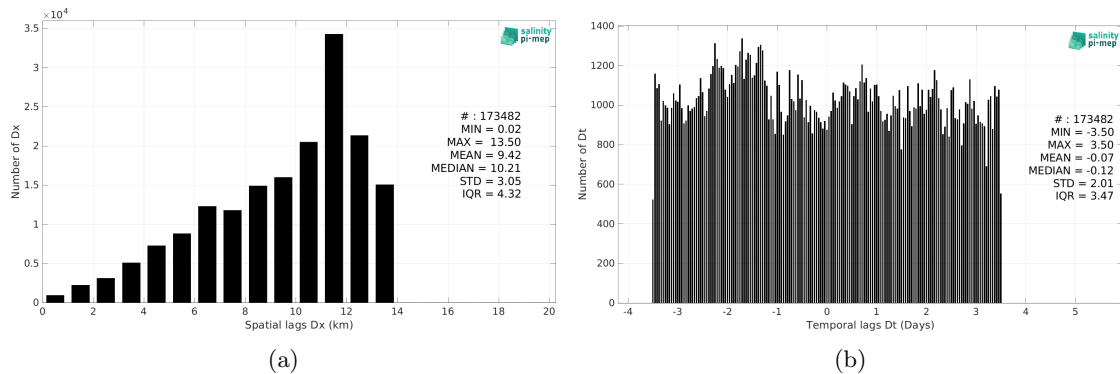 ×10^4
3.5
3
2.5
2
1.5
1
0.5
0
Number of Dx
salinity
pi-mep
# : 173482
MIN = 0.02
MAX = 13.50
MEAN = 9.42
MEDIAN = 10.21
STD = 3.05
IQR = 4.32
0 2 4 6 8 10 12 14 16 18 20
Spatial lags Dx (km)
(a)
1400
1200
1000
800
600
400
200
0
Number of Dt
salinity
pi-mep
# : 173482
MIN = -3.50
MAX = 3.50
MEAN = -0.07
MEDIAN = -0.12
STD = 2.01
IQR = 3.47
-4 -3 -2 -1 0 1 2 3 4 5
Temporal lags Dt (Days)
(b)